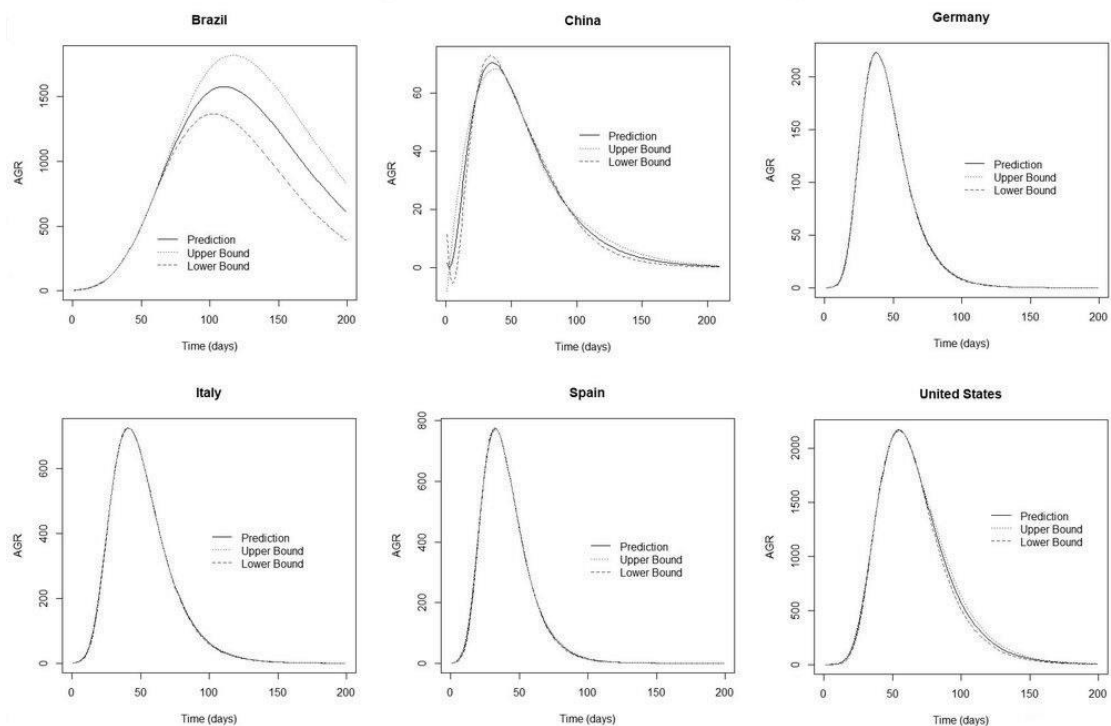 Brazil
AGR
0
500
1000
1500
Prediction
Upper Bound
Lower Bound
0
50
100
150
200
Time (days)
China
AGR
0
20
40
60
Prediction
Upper Bound
Lower Bound
0
50
100
150
200
Time (days)
Germany
AGR
0
50
100
150
200
Prediction
Upper Bound
Lower Bound
0
50
100
150
200
Time (days)
Italy
AGR
0
200
400
600
Prediction
Upper Bound
Lower Bound
0
50
100
150
200
Time (days)
Spain
AGR
0
200
400
600
800
Prediction
Upper Bound
Lower Bound
0
50
100
150
200
Time (days)
United States
AGR
0
500
1000
1500
2000
Prediction
Upper Bound
Lower Bound
0
50
100
150
200
Time (days)